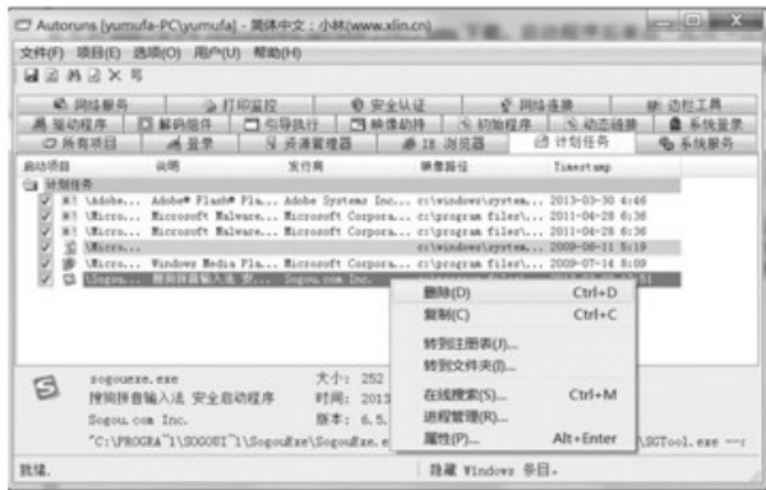 Autoruns [yumufa-PC\yumufa] - 简体中文：小林(www.xlin.cn)
文件(F) 项目(E) 选项(O) 用户(U) 帮助(H)
网络服务 打印监控 安全认证 网络连接 边栏工具
驱动程序 解码组件 引导执行 映像劫持 初始程序 动态链接 系统登录
所有项目 登录 资源管理器 IE 浏览器 计划任务 系统服务
启动项目 说明 发行商 映像路径 Timestamp
计划任务
\Adobe... Adobe® Flash® Pla... Adobe Systems Inc... c:\windows\system... 2013-03-30 4:46
\Micro... Microsoft Malware... Microsoft Corpora... c:\program files\... 2011-04-28 6:36
\Micro... Microsoft Malware... Microsoft Corpora... c:\program files\... 2011-04-28 6:36
\Micro... c:\windows\system... 2009-06-11 5:19
\Micro... Windows Media Pla... Microsoft Corpora... c:\program files\... 2009-07-14 8:09
\Sogou... 搜狗拼音输入法 安... Sogou.com Inc.
删除(D) Ctrl+D
复制(C) Ctrl+C
转到注册表(J)...
转到文件夹(I)...
在线搜索(S)... Ctrl+M
进程管理(R)...
属性(P)... Alt+Enter
sogouexe.exe 大小: 252
搜狗拼音输入法 安全启动程序 时间: 2013
Sogou.com Inc. 版本: 6.5.
"C:\PROGRA~1\SOGOUI~1\SogouExe\SogouExe.e \SGTool.exe --
就绪. 隐藏 Windows 条目.